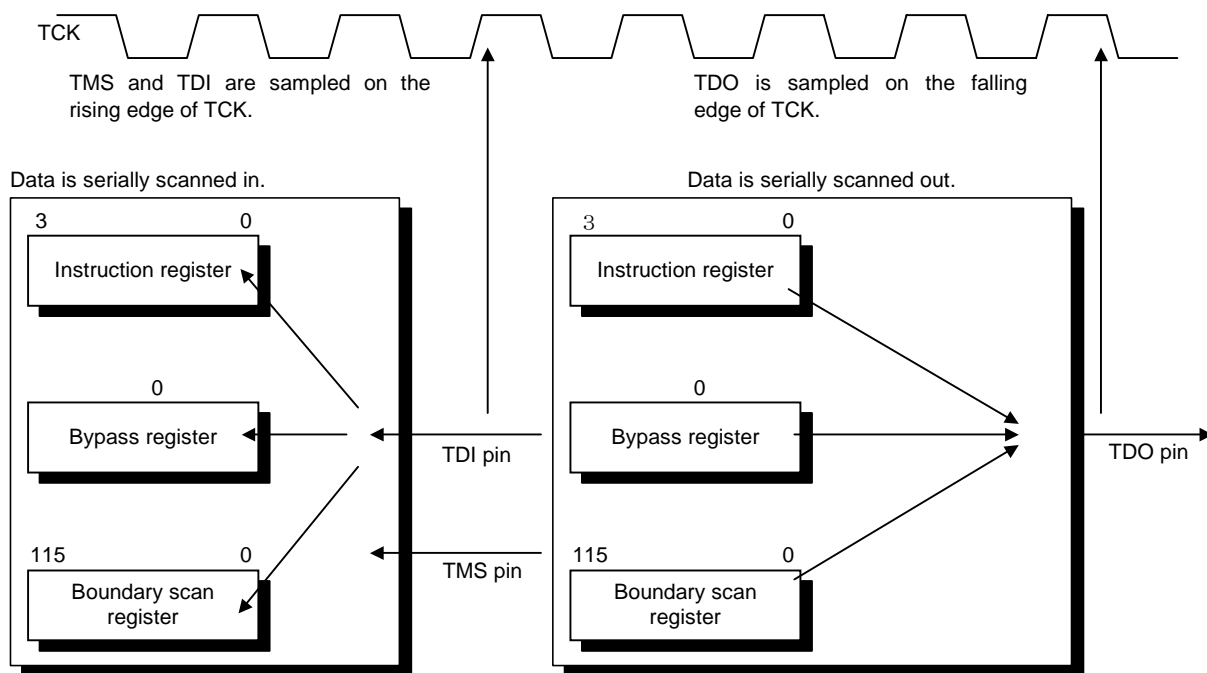 TCK
TMS and TDI are sampled on the
rising edge of TCK.
TDO is sampled on the falling
edge of TCK.
Data is serially scanned in.
3 0
Instruction register
0
Bypass register
115 0
Boundary scan
register
TDI pin
TMS pin
Data is serially scanned out.
3 0
Instruction register
0
Bypass register
115 0
Boundary scan
register
TDO pin